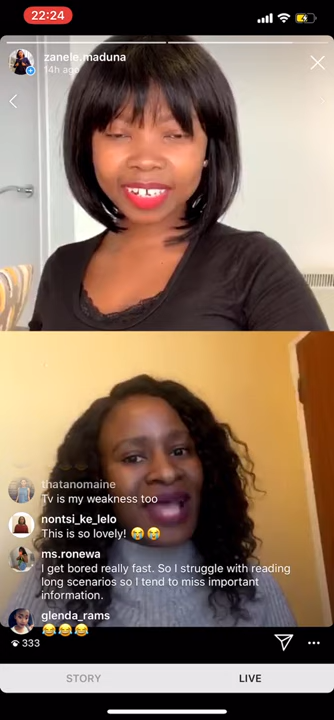 22:24
zanele.maduna
14h ago
thatanomaine
Tv is my weakness too
nontsi_ke_lelo
This is so lovely! 😭😭
ms.ronewa
I get bored really fast. So I struggle with reading
long scenarios so I tend to miss important
information.
glenda_rams
😂😂😂
333
STORY LIVE